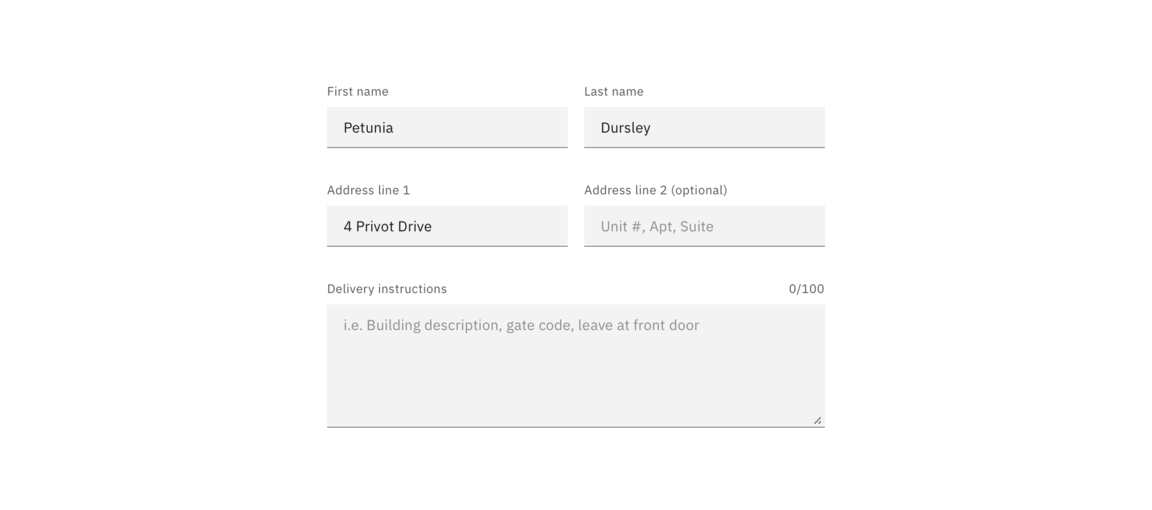 First name
Last name
Petunia
Dursley
Address line 1
Address line 2 (optional)
4 Privot Drive
Unit #, Apt, Suite
Delivery instructions
0/100
i.e. Building description, gate code, leave at front door